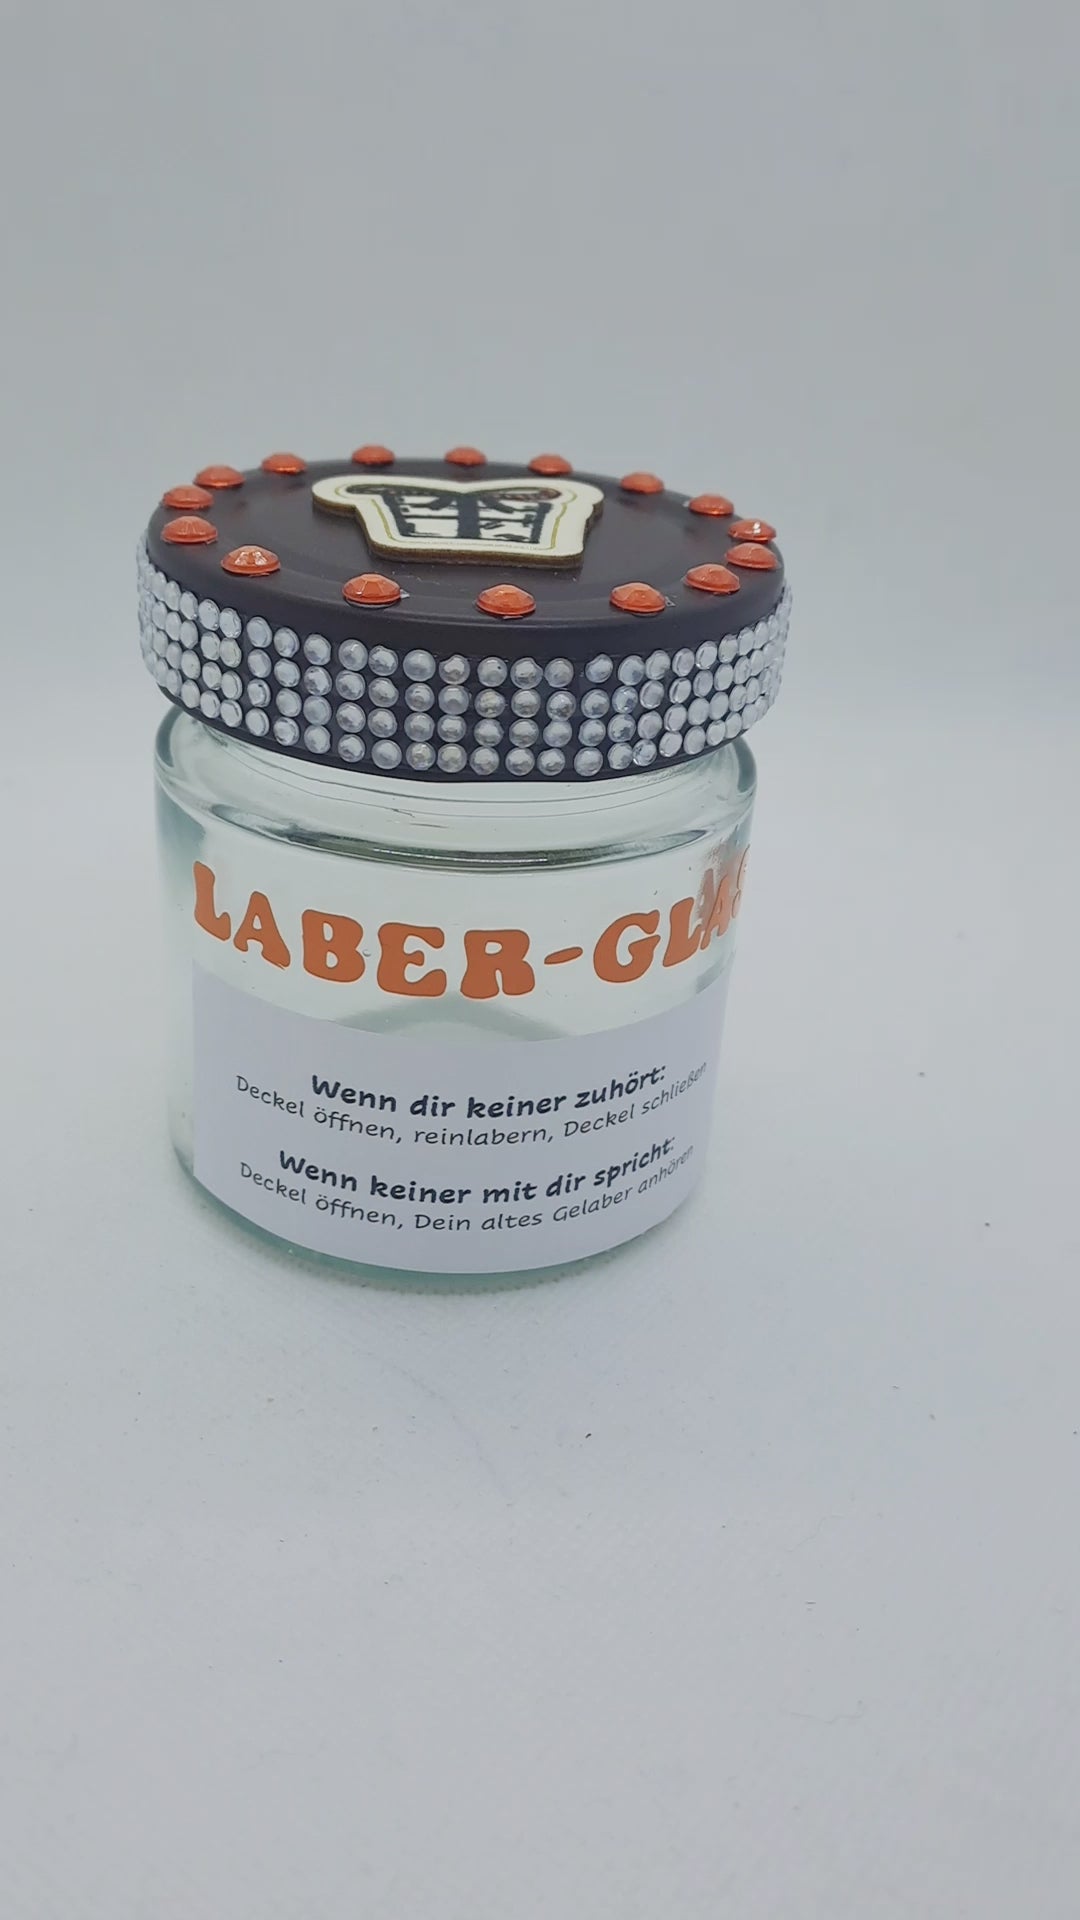 LABER-GLAS
Wenn dir keiner zuhört:
Deckel öffnen, reinlabern, Deckel schließen
Wenn keiner mit dir spricht:
Deckel öffnen, Dein altes Gelaber anhören